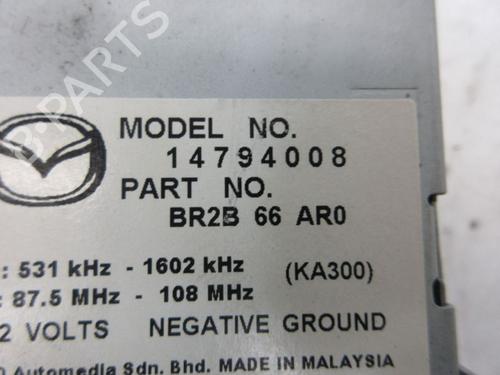 B-PARTS
MODEL NO.
14794008
PART NO.
BR2B 66 AR0
: 531 kHz - 1602 kHz (KA300)
: 87.5 MHz - 108 MHz
2 VOLTS NEGATIVE GROUND
Automedia Sdn. Bhd. MADE IN MALAYSIA